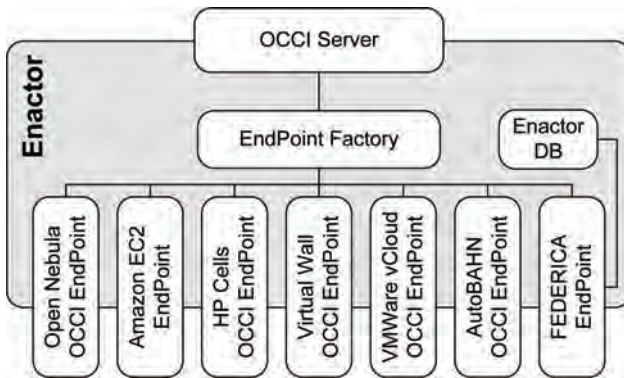 OCCI Server
Enactor
EndPoint Factory
Enactor
DB
Open Nebula
OCCI EndPoint
Amazon EC2
EndPoint
HP Cells
OCCI EndPoint
Virtual Wall
OCCI EndPoint
VMWare vCloud
OCCI EndPoint
AutoBAHN
OCCI EndPoint
FEDERICA
EndPoint